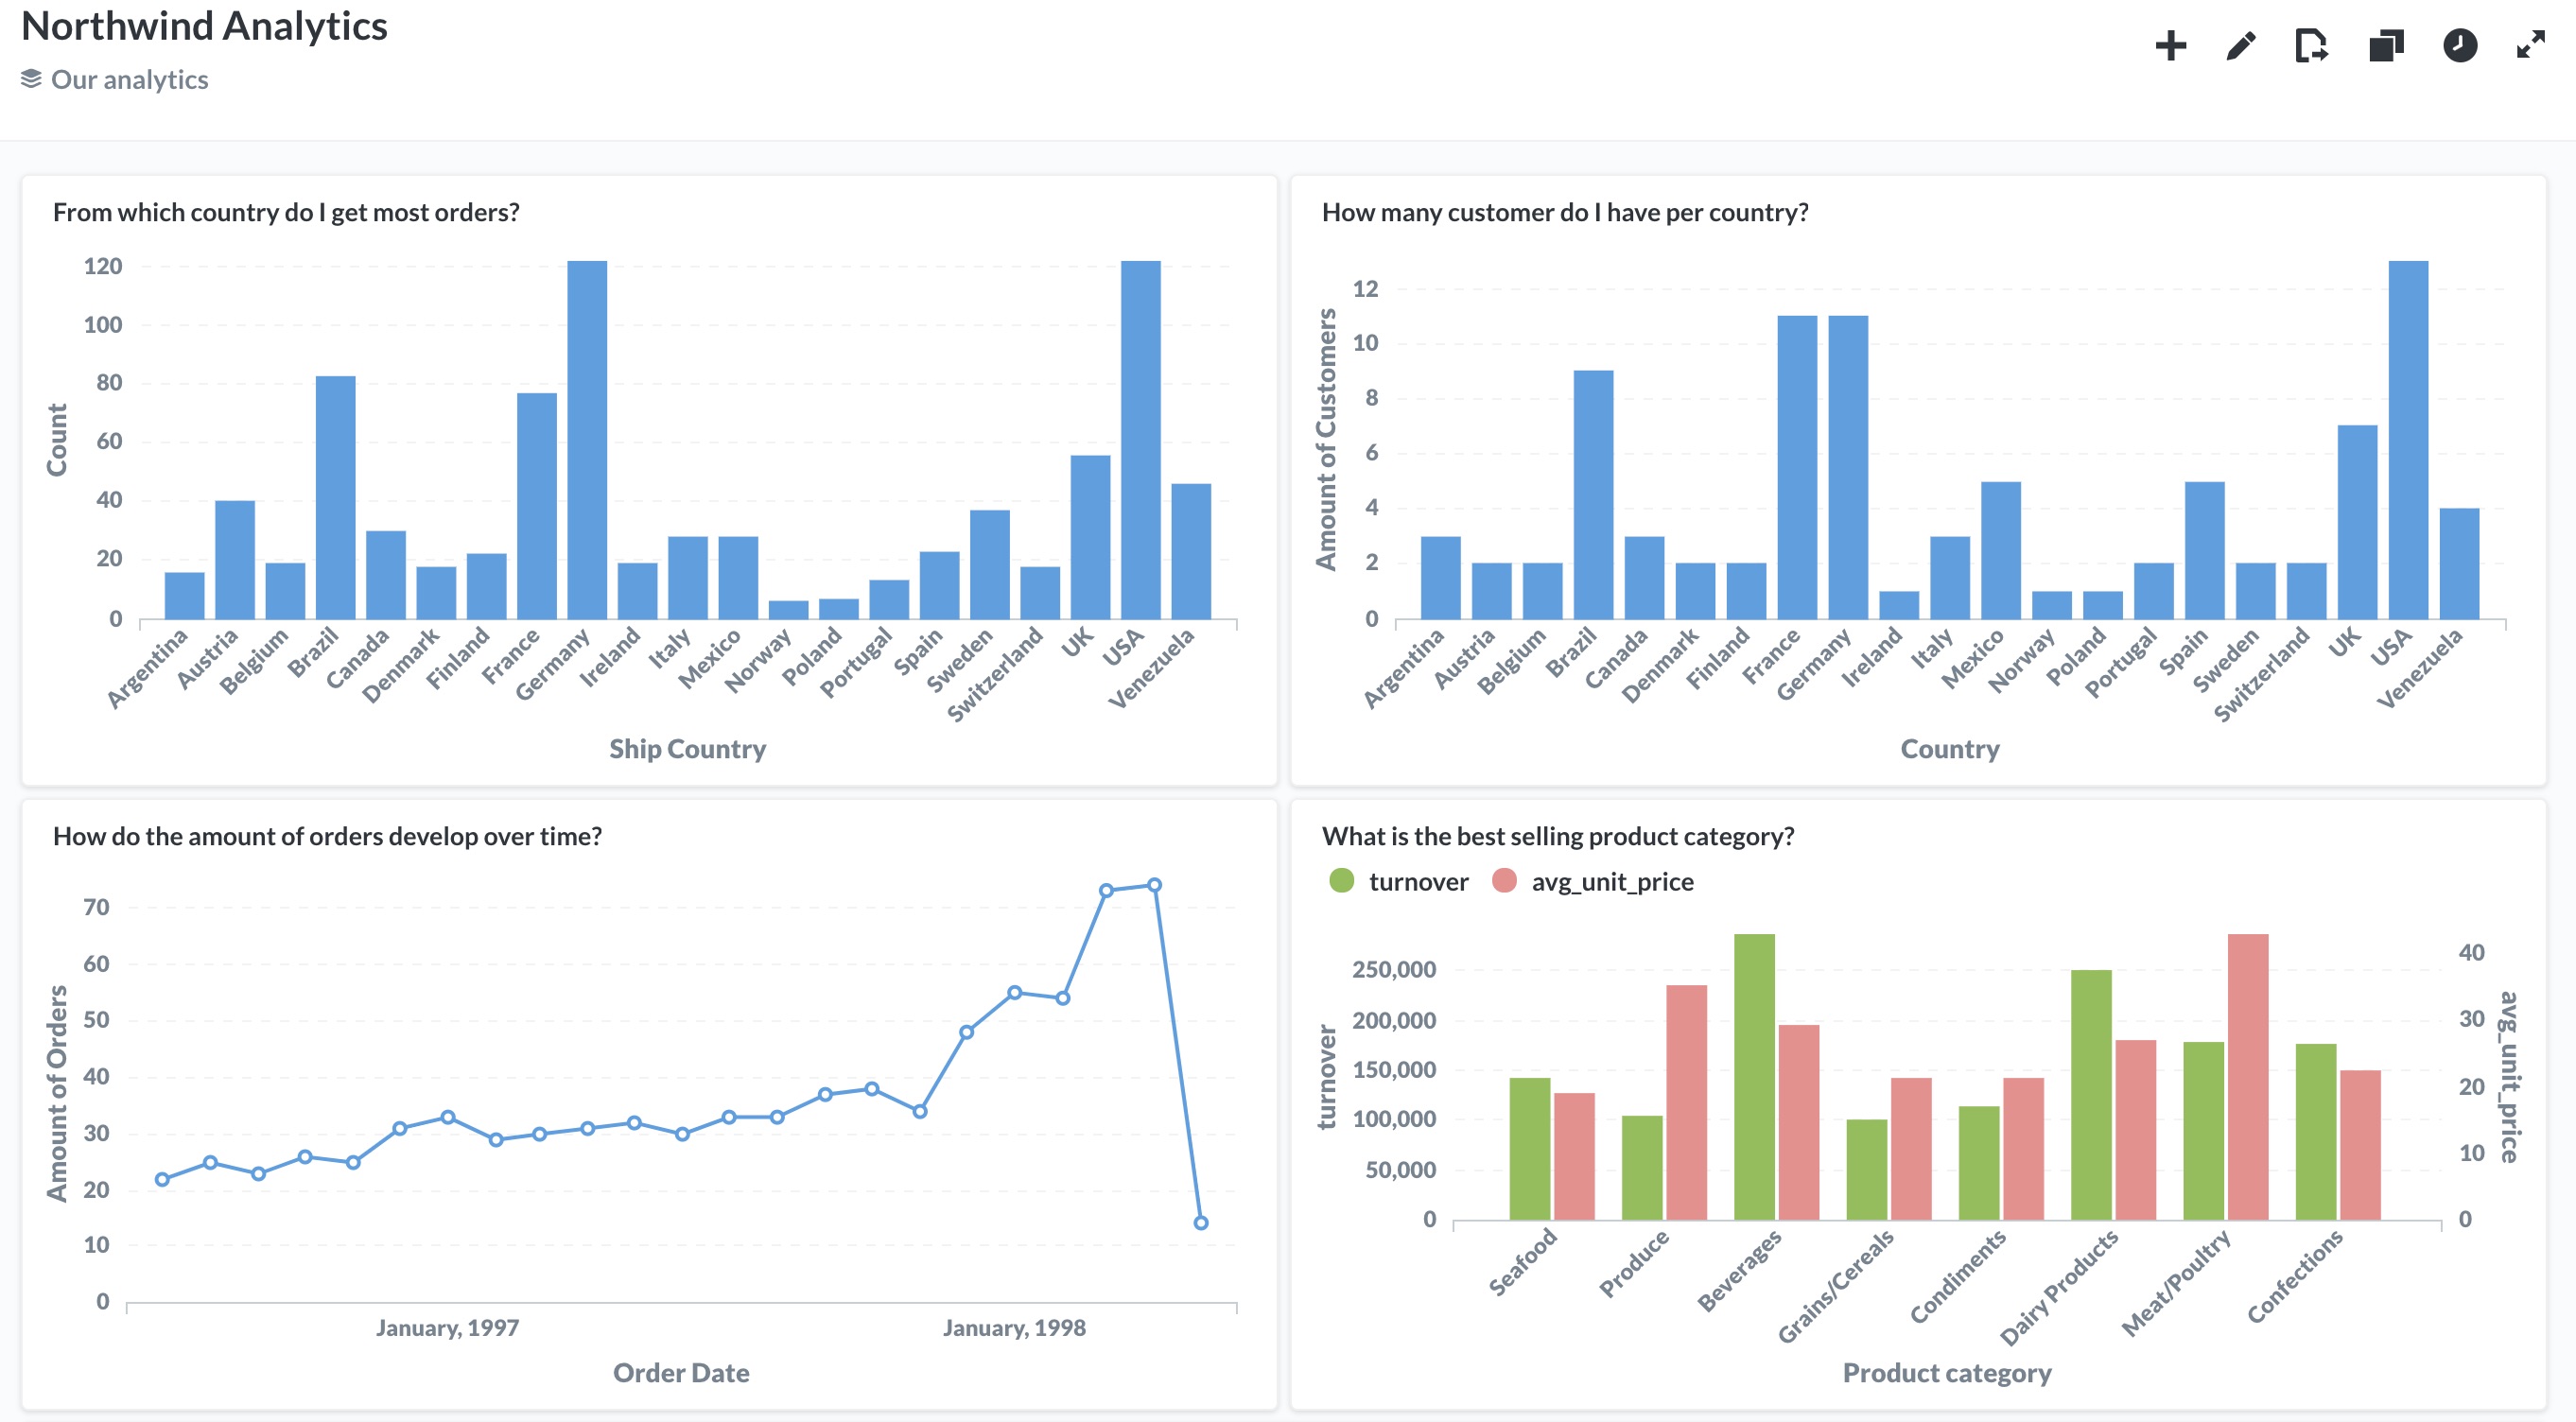 Northwind Analytics
Our analytics
From which country do I get most orders?
120
100
80
60
40
20
0
Count
Argentina
Austria
Belgium
Brazil
Canada
Denmark
Finland
France
Germany
Ireland
Italy
Mexico
Norway
Poland
Portugal
Spain
Sweden
Switzerland
UK
USA
Venezuela
Ship Country
How many customer do I have per country?
12
10
8
6
4
2
0
Amount of Customers
Argentina
Austria
Belgium
Brazil
Canada
Denmark
Finland
France
Germany
Ireland
Italy
Mexico
Norway
Poland
Portugal
Spain
Sweden
Switzerland
UK
USA
Venezuela
Country
How do the amount of orders develop over time?
70
60
50
40
30
20
10
0
Amount of Orders
January, 1997
January, 1998
Order Date
What is the best selling product category?
turnover
avg_unit_price
250,000
200,000
150,000
100,000
50,000
0
turnover
40
30
20
10
0
avg_unit_price
Seafood
Produce
Beverages
Grains/Cereals
Condiments
Dairy Products
Meat/Poultry
Confections
Product category